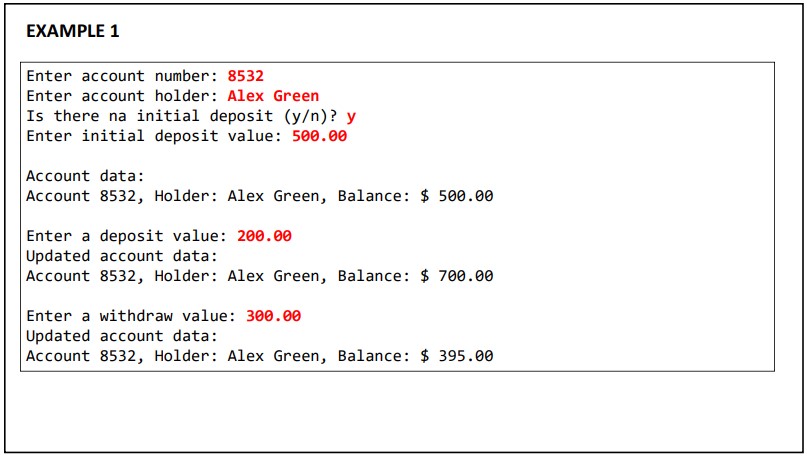 EXAMPLE 1
Enter account number: 8532
Enter account holder: Alex Green
Is there na initial deposit (y/n)? y
Enter initial deposit value: 500.00
Account data:
Account 8532, Holder: Alex Green, Balance: $ 500.00
Enter a deposit value: 200.00
Updated account data:
Account 8532, Holder: Alex Green, Balance: $ 700.00
Enter a withdraw value: 300.00
Updated account data:
Account 8532, Holder: Alex Green, Balance: $ 395.00